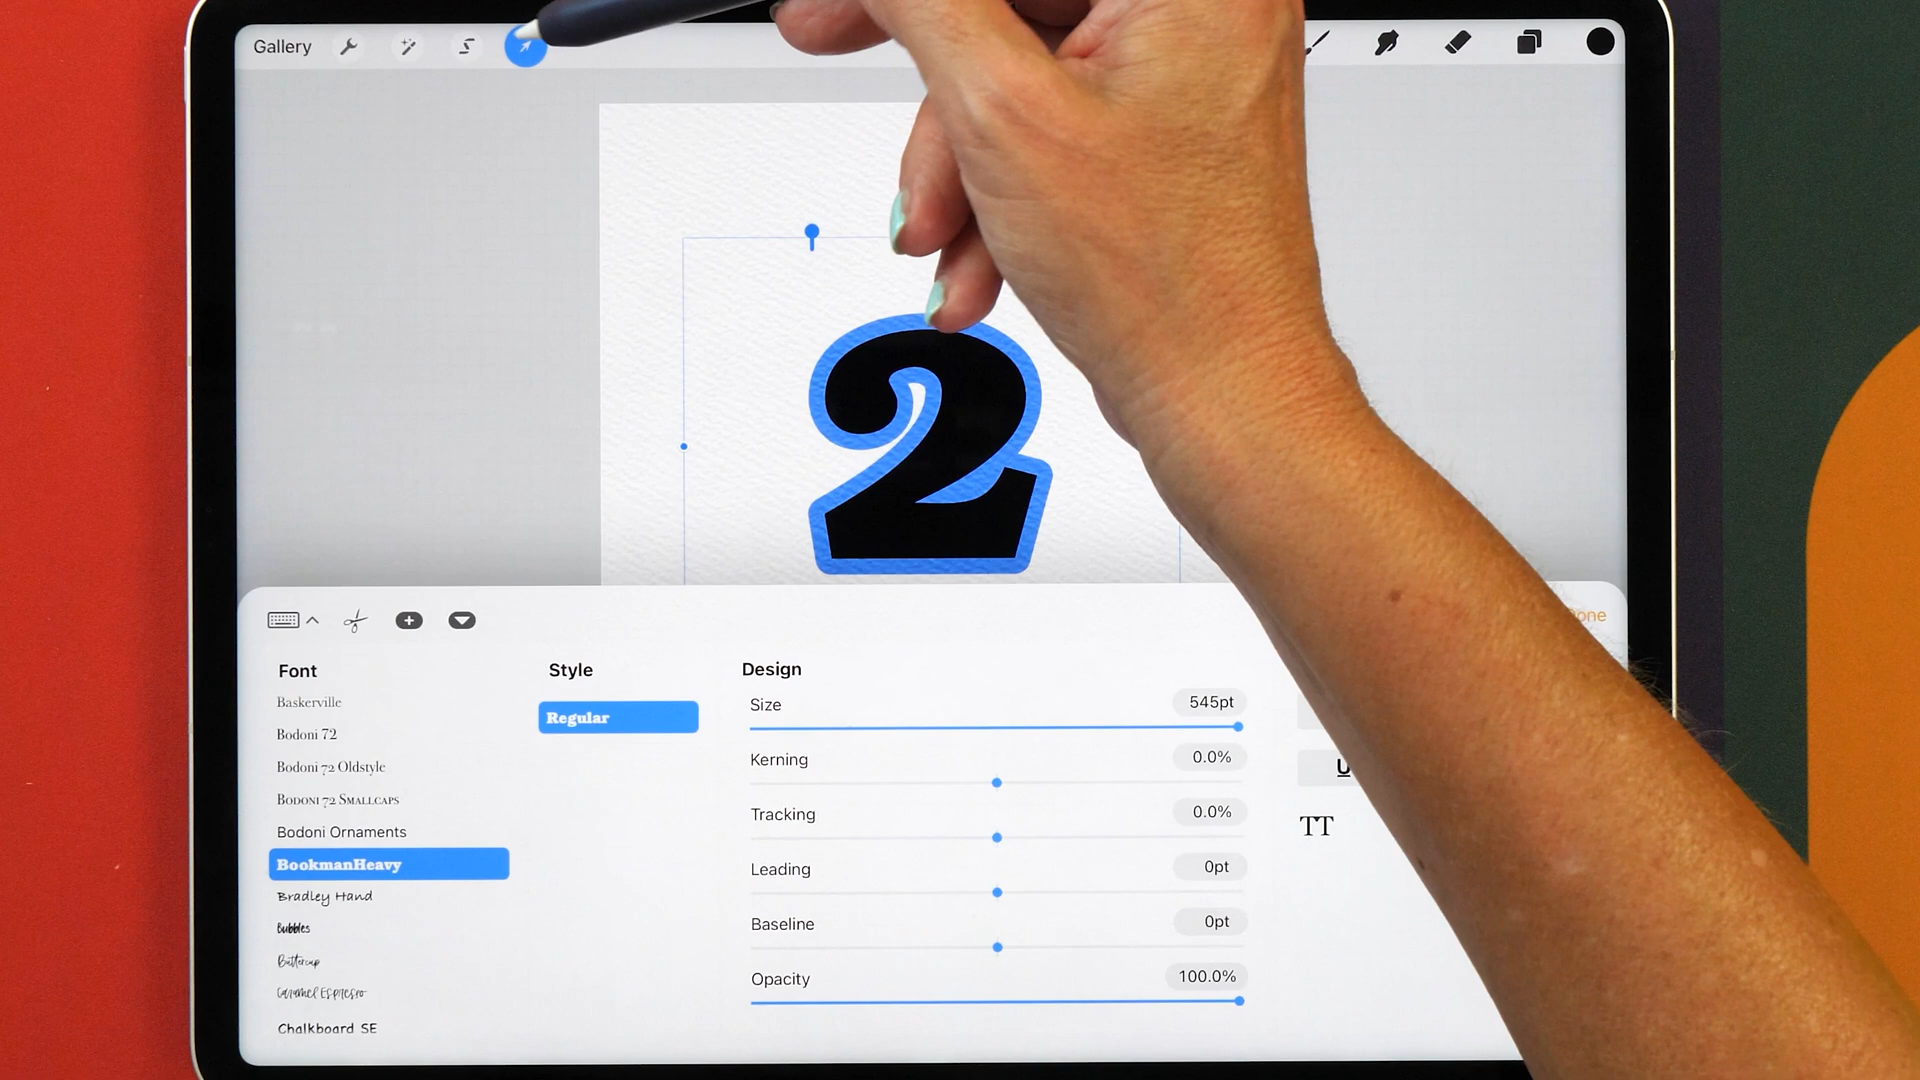 Gallery
2
Done
Font
Style
Design
Baskerville
Bodoni 72
Bodoni 72 Oldstyle
Bodoni 72 Smallcaps
Bodoni Ornaments
BookmanHeavy
Bradley Hand
Bubbles
Buttercup
Caramel Espresso
Chalkboard SE
Regular
Size 545pt
Kerning 0.0%
Tracking 0.0%
Leading 0pt
Baseline 0pt
Opacity 100.0%
U
TT